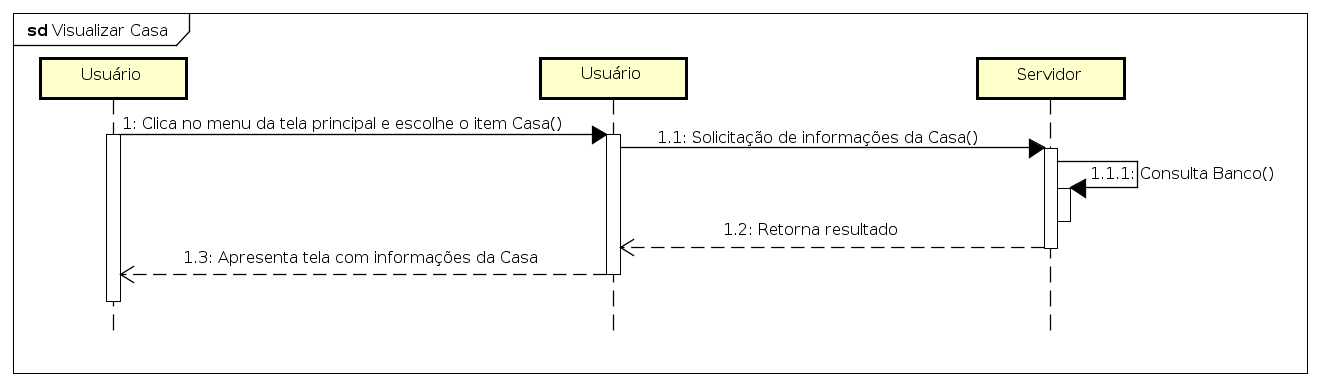 sd Visualizar Casa
Usuário
Usuário
Servidor
1: Clica no menu da tela principal e escolhe o item Casa()
1.1: Solicitação de informações da Casa()
1.1.1: Consulta Banco()
1.2: Retorna resultado
1.3: Apresenta tela com informações da Casa